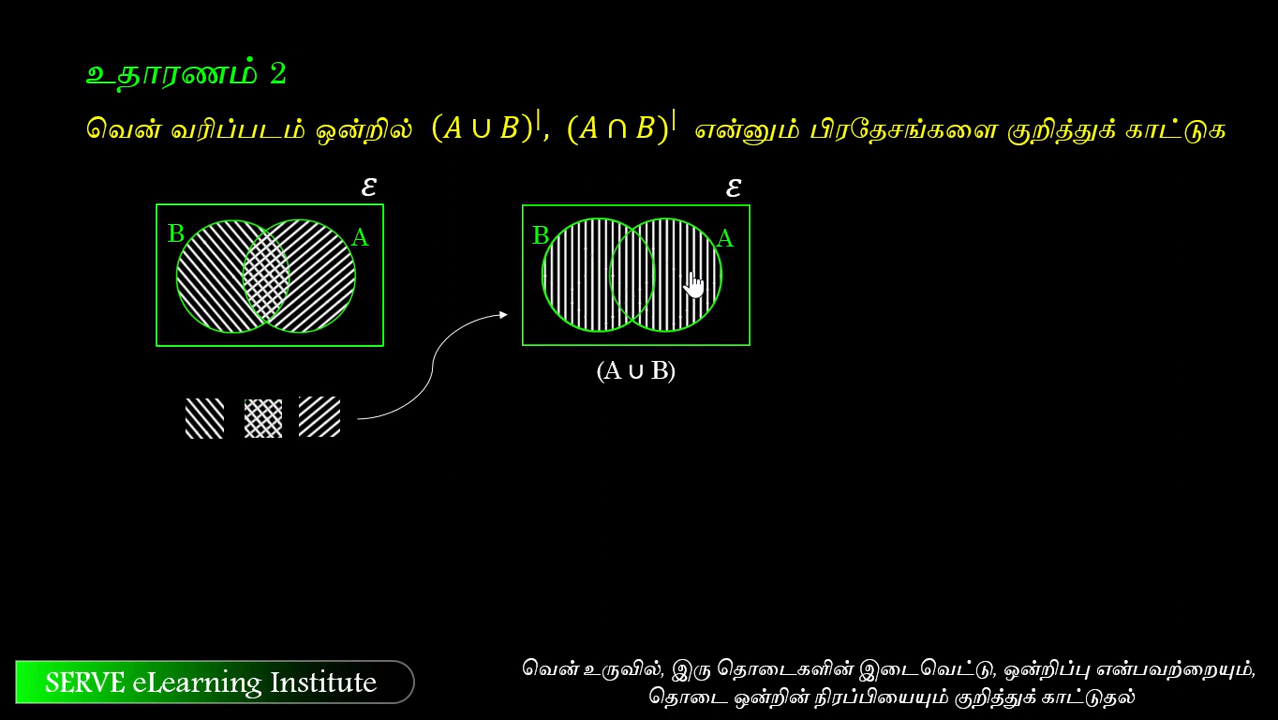 உதாரணம் 2
வென் வரிப்படம் ஒன்றில் (A ∪ B)|, (A ∩ B)| என்னும் பிரதேசங்களை குறித்துக் காட்டுக
ε ε
B A B A
(A ∪ B)
SERVE eLearning Institute
வென் உருவில், இரு தொடைகளின் இடைவெட்டு, ஒன்றிப்பு என்பவற்றையும்,
தொடை ஒன்றின் நிரப்பியையும் குறித்துக் காட்டுதல்